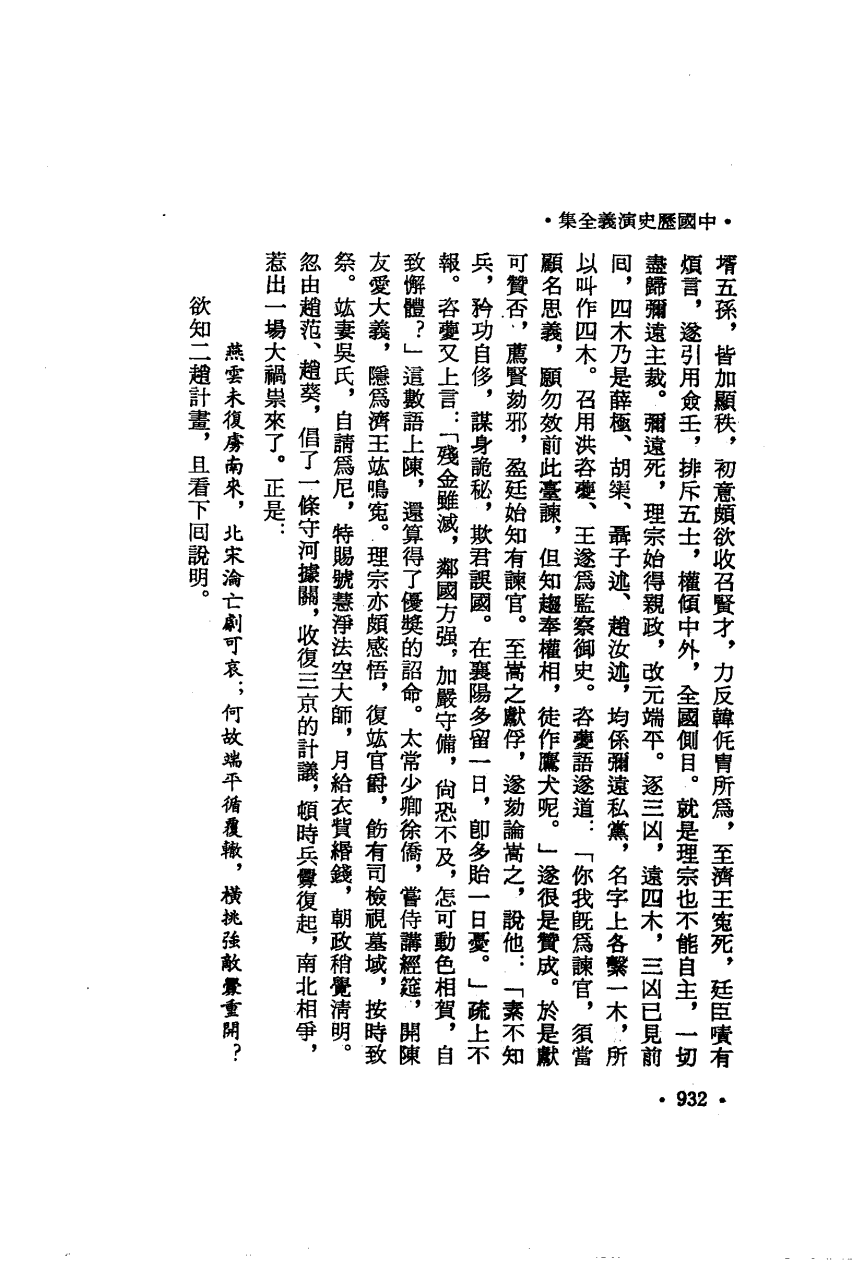 •中國歷史演義全集•
壻五孫，皆加顯秩，初意頗欲收召賢才，力反韓侂胄所爲，至濟王冤死，廷臣嘖有
煩言，遂引用僉壬，排斥五士，權傾中外，全國側目。就是理宗也不能自主，一切
盡歸彌遠主裁。彌遠死，理宗始得親政，改元端平。逐三凶，遠四木，三凶已見前
回，四木乃是薛極、胡榘、聶子述、趙汝述，均係彌遠私黨，名字上各繫一木，所
以叫作四木。召用洪咨夔、王遂爲監察御史。咨夔語遂道：「你我既爲諫官，須當
顧名思義，願勿效前此臺諫，但知趨奉權相，徒作鷹犬呢。」遂很是贊成。於是獻
可贊否，薦賢劾邪，盈廷始知有諫官。至嵩之獻俘，遂劾論嵩之，說他：「素不知
兵，矜功自侈，謀身詭秘，欺君誤國。在襄陽多留一日，卽多貽一日憂。」疏上不
報。咨夔又上言：「殘金雖滅，鄰國方强，加嚴守備，尙恐不及，怎可動色相賀，自
致懈體？」這數語上陳，還算得了優獎的詔命。太常少卿徐僑，嘗侍講經筵，開陳
友愛大義，隱爲濟王竑鳴冤。理宗亦頗感悟，復竑官爵，飭有司檢視墓域，按時致
祭。竑妻吳氏，自請爲尼，特賜號慧淨法空大師，月給衣貲緡錢，朝政稍覺清明。
忽由趙范、趙葵，倡了一條守河據關，收復三京的計議，頓時兵釁復起，南北相爭，
惹出一場大禍祟來了。正是：
燕雲未復虜南來，北宋淪亡劇可哀；何故端平循覆轍，橫挑強敵釁重開？
欲知二趙計畫，且看下回說明。
•932•